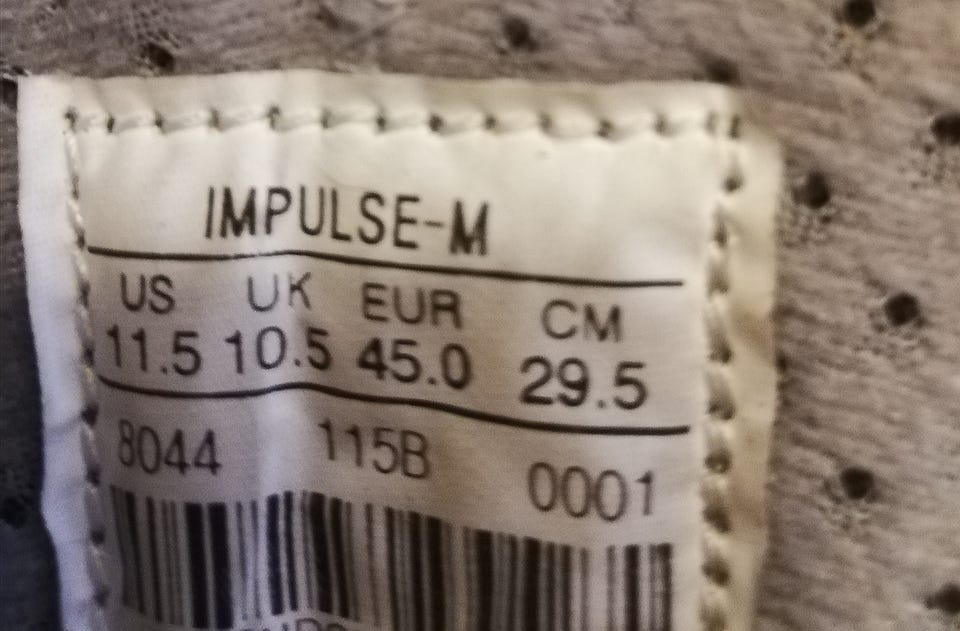 IMPULSE-M
US UK EUR CM
11.5 10.5 45.0 29.5
8044 115B 0001